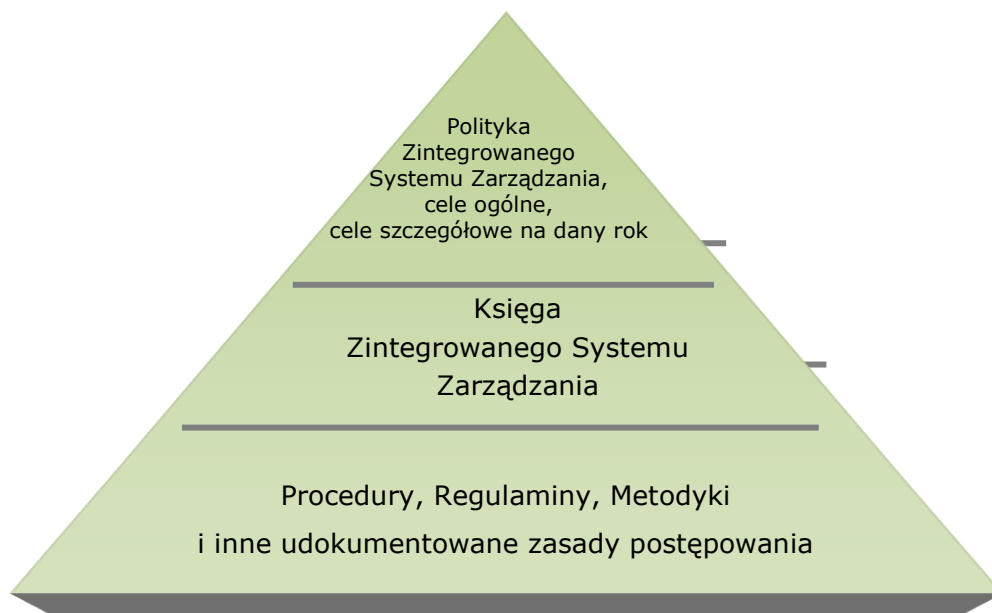 Polityka
Zintegrowanego
Systemu Zarządzania,
cele ogólne,
cele szczegółowe na dany rok
Księga
Zintegrowanego Systemu
Zarządzania
Procedury, Regulaminy, Metodyki
i inne udokumentowane zasady postępowania